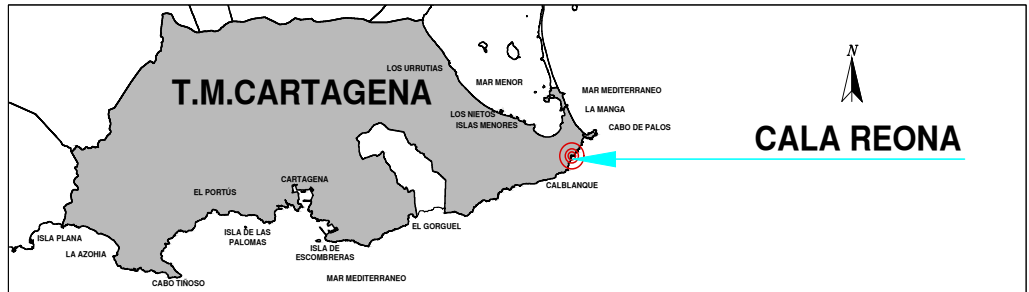 N
LOS URRUTIAS
MAR MENOR
T.M.CARTAGENA
MAR MEDITERRANEO
LA MANGA
LOS NIETOS
ISLAS MENORES
CABO DE PALOS
CALA REONA
CARTAGENA
CALBLANQUE
EL PORTÚS
EL GORGUEL
ISLA DE LAS
PALOMAS
ISLA PLANA
LA AZOHIA
ISLA DE
ESCOMBRERAS
CABO TIÑOSO
MAR MEDITERRANEO